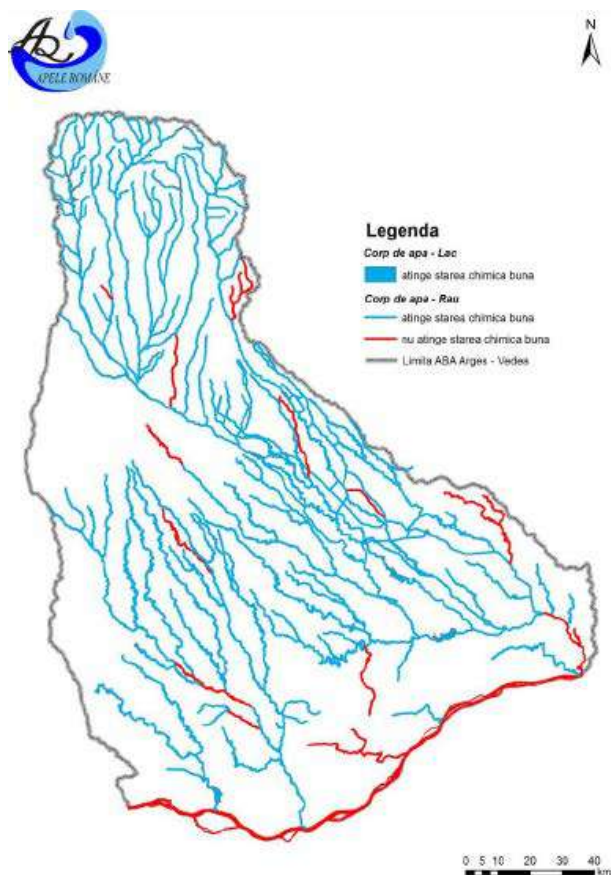 AR
APELE ROMÂNE
N
Legenda
Corp de apa - Lac
atinge starea chimica buna
Corp de apa - Rau
atinge starea chimica buna
nu atinge starea chimica buna
Limita ABA Arges - Vedea
0 5 10 20 30 40
km